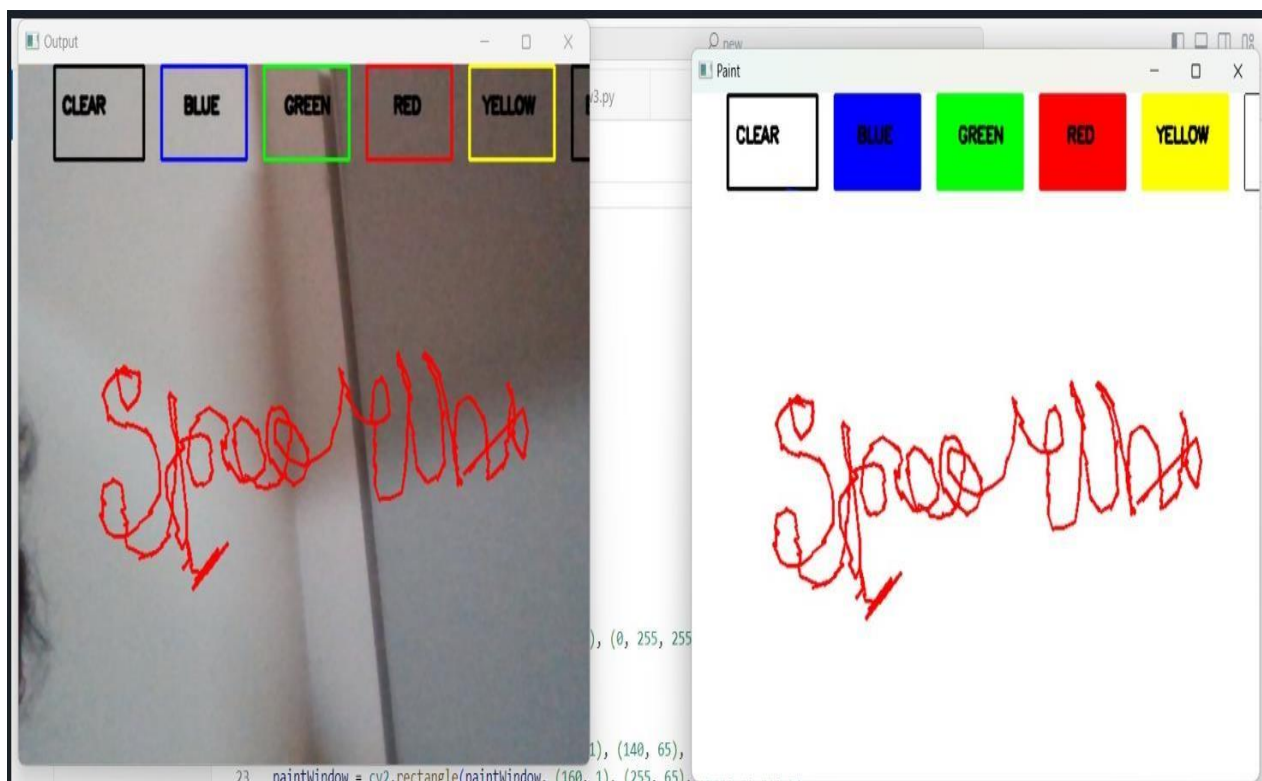 Output
new
Paint
w3.py
CLEAR BLUE GREEN RED YELLOW
CLEAR BLUE GREEN RED YELLOW
), (0, 255, 255
1), (140, 65),
23 paintWindow = cv2.rectangle(paintWindow, (160, 1), (255, 65),